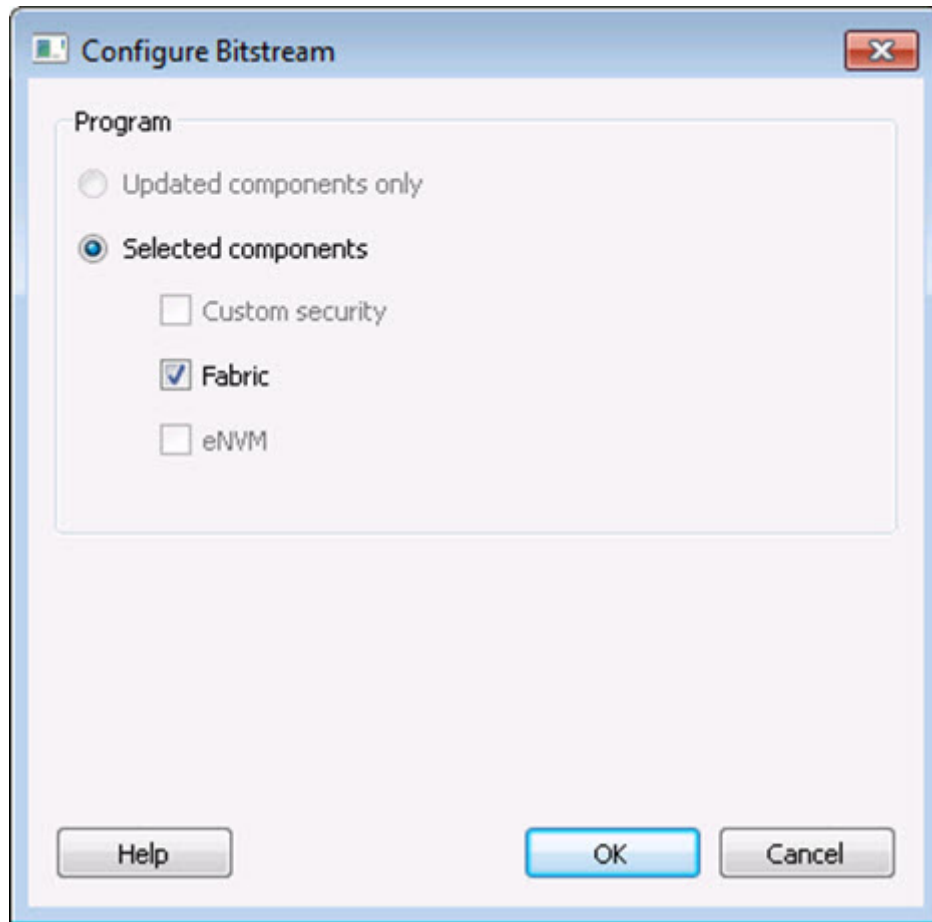 Configure Bitstream
Program
Updated components only
Selected components
Custom security
Fabric
eNVM
Help
OK
Cancel